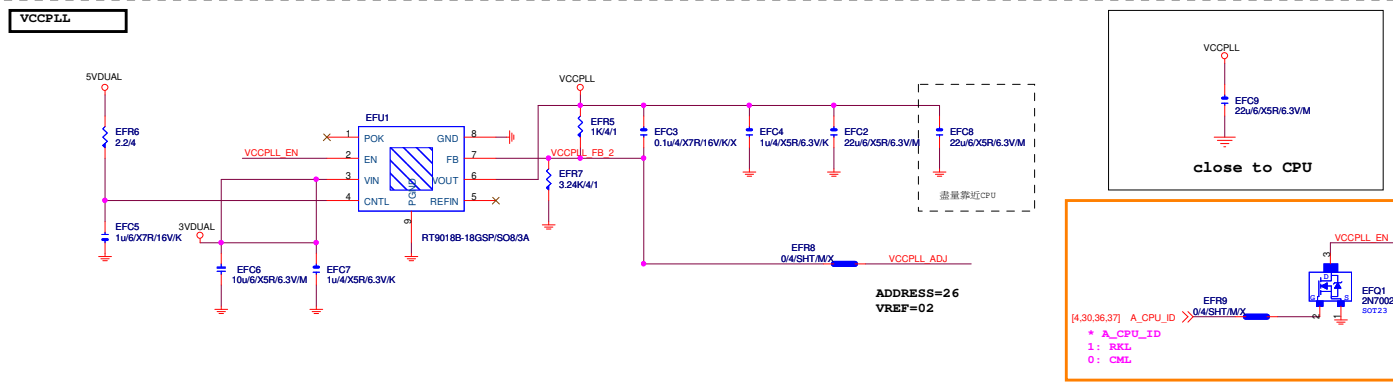 VCCPLL
5VDUAL
EFR6
2.2/4
EFC5
1u/6/X7R/16V/K
VCCPLL_EN
3VDUAL
EFC6
10u/6/X5R/6.3V/M
EFC7
1u/4/X5R/6.3V/K
EFU1
1 POK GND 8
2 EN FB 7
3 VIN VOUT 6
4 CNTL REFIN 5
PGND
9
RT9018B-18GSP/SO8/3A
VCCPLL
EFR5
1K/4/1
VCCPLL_FB_2
EFR7
3.24K/4/1
EFC3
0.1u/4/X7R/16V/K/X
EFC4
1u/4/X5R/6.3V/K
EFC2
22u/6/X5R/6.3V/M
EFC8
22u/6/X5R/6.3V/M
盡量靠近CPU
EFR8
0/4/SHT/M/X
VCCPLL_ADJ
ADDRESS=26
VREF=02
VCCPLL
EFC9
22u/6/X5R/6.3V/M
close to CPU
VCCPLL_EN
3
D
G S
2 1
EFQ1
2N7002
SOT23
EFR9
0/4/SHT/M/X
[4,30,36,37] A_CPU_ID
* A_CPU_ID
1: RKL
0: CML